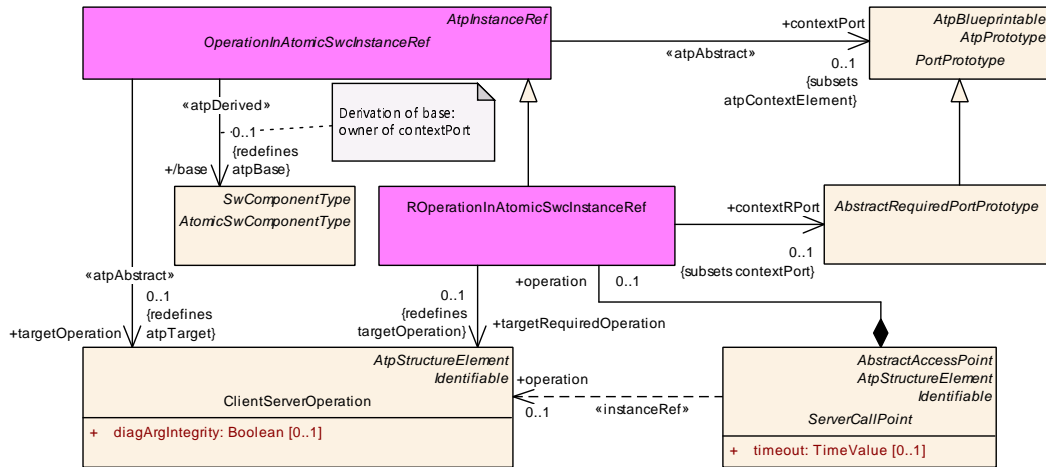 AtpInstanceRef
OperationInAtomicSwcInstanceRef
+contextPort
«atpAbstract»
0..1
{subsets
atpContextElement}
AtpBlueprintable
AtpPrototype
PortPrototype
«atpDerived»
Derivation of base:
owner of contextPort
0..1
{redefines
atpBase}
+/base
SwComponentType
AtomicSwComponentType
ROperationInAtomicSwcInstanceRef
+contextRPort
AbstractRequiredPortPrototype
0..1
{subsets contextPort}
«atpAbstract»
0..1
{redefines
atpTarget}
+targetOperation
0..1
{redefines
targetOperation}
+targetRequiredOperation
+operation
0..1
AtpStructureElement
Identifiable
ClientServerOperation
+ diagArgIntegrity: Boolean [0..1]
+operation
0..1
«instanceRef»
AbstractAccessPoint
AtpStructureElement
Identifiable
ServerCallPoint
+ timeout: TimeValue [0..1]